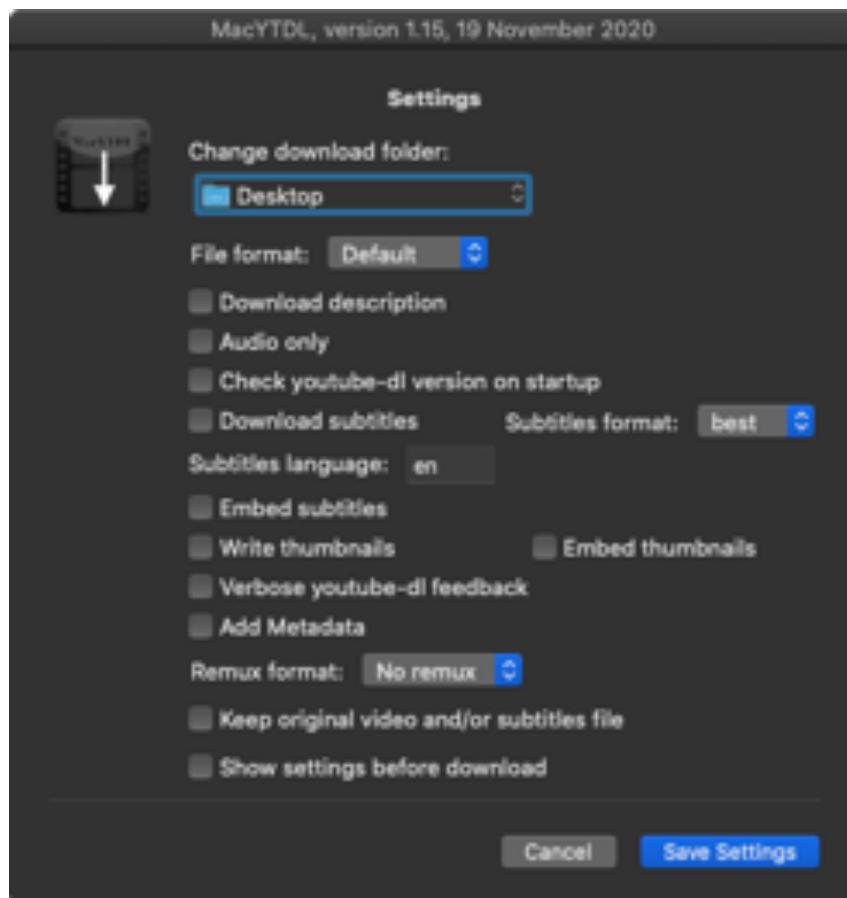 MacYTDL, version 1.15, 19 November 2020
Settings
Change download folder:
Desktop
File format: Default
Download description
Audio only
Check youtube-dl version on startup
Download subtitles Subtitles format: best
Subtitles language: en
Embed subtitles
Write thumbnails Embed thumbnails
Verbose youtube-dl feedback
Add Metadata
Remux format: No remux
Keep original video and/or subtitles file
Show settings before download
Cancel Save Settings